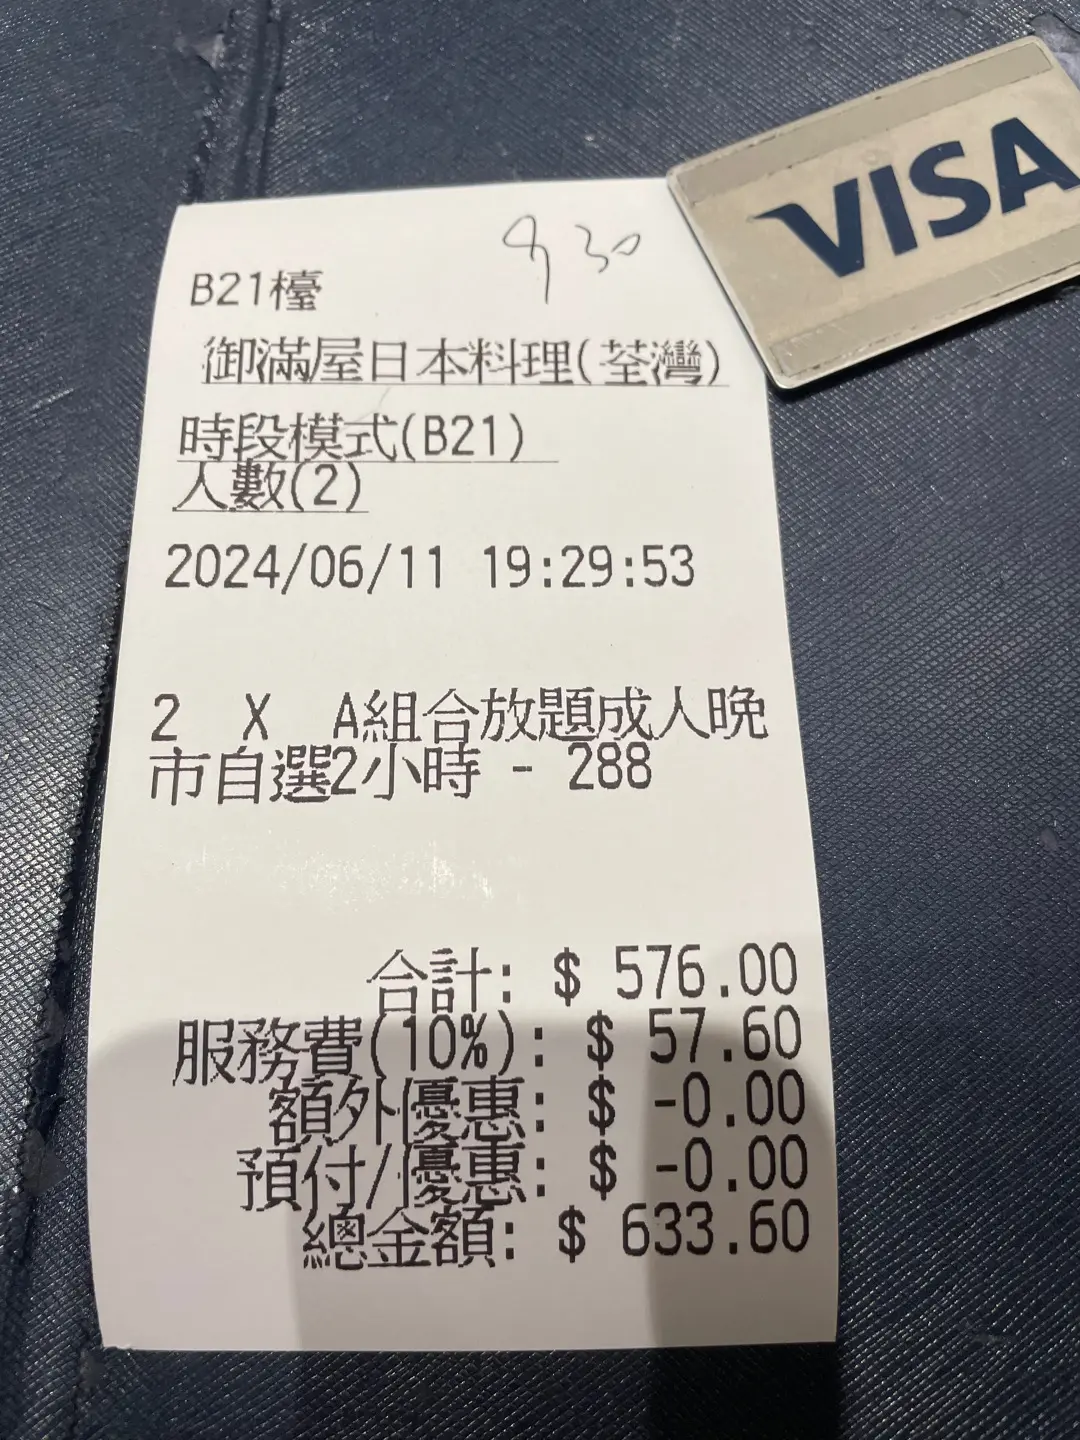 9 30
VISA
B21檯
御滿屋日本料理(荃灣)
時段模式(B21)
人數(2)
2024/06/11 19:29:53
2 X A組合放題成人晚
市自選2小時 - 288
合計: $ 576.00
服務費(10%): $ 57.60
額外優惠: $ -0.00
預付/優惠: $ -0.00
總金額: $ 633.60